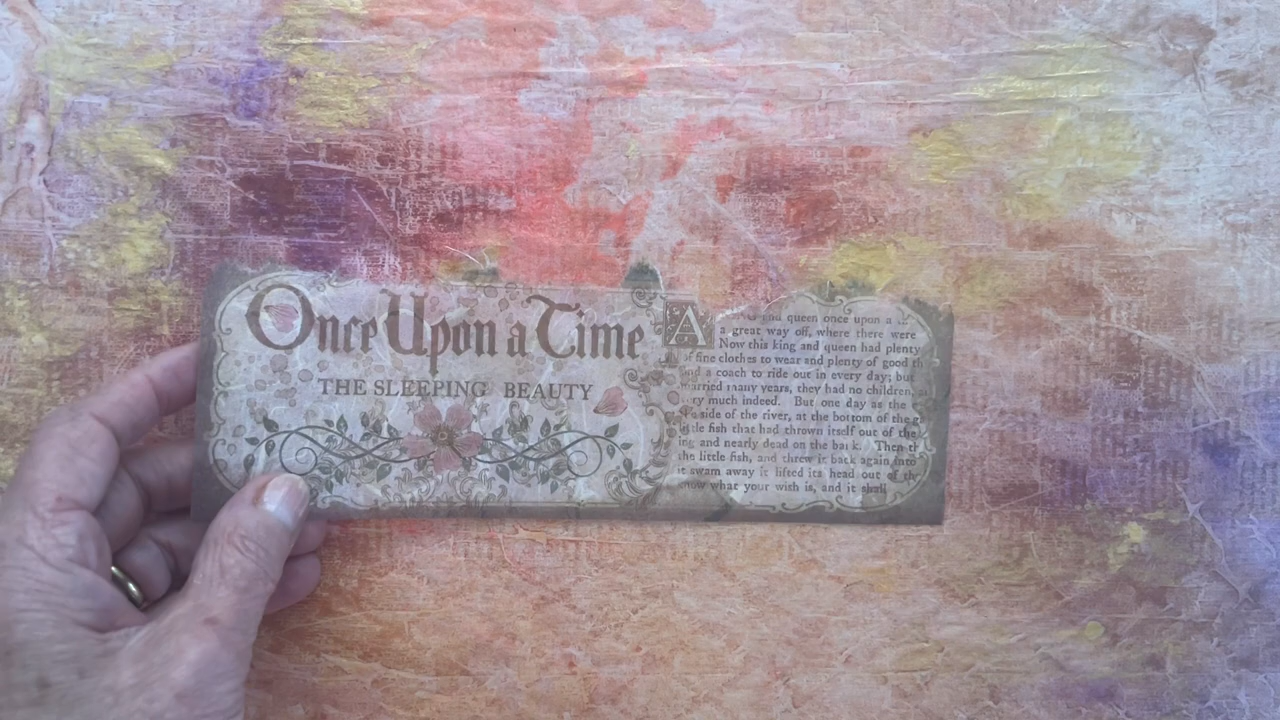 Once Upon a Time
THE SLEEPING BEAUTY
A and queen once upon a
a great way off, where there were
Now this king and queen had plenty
of fine clothes to wear and plenty of good
and a coach to ride out in every day; but
married many years, they had no children,
very much indeed. But one day as the
side of the river, at the bottom of the
little fish that had thrown itself out of the
and nearly dead on the bank. Then
the little fish, and threw it back again into
it swam away it lifted its head out of
know what your wish is, and it shall